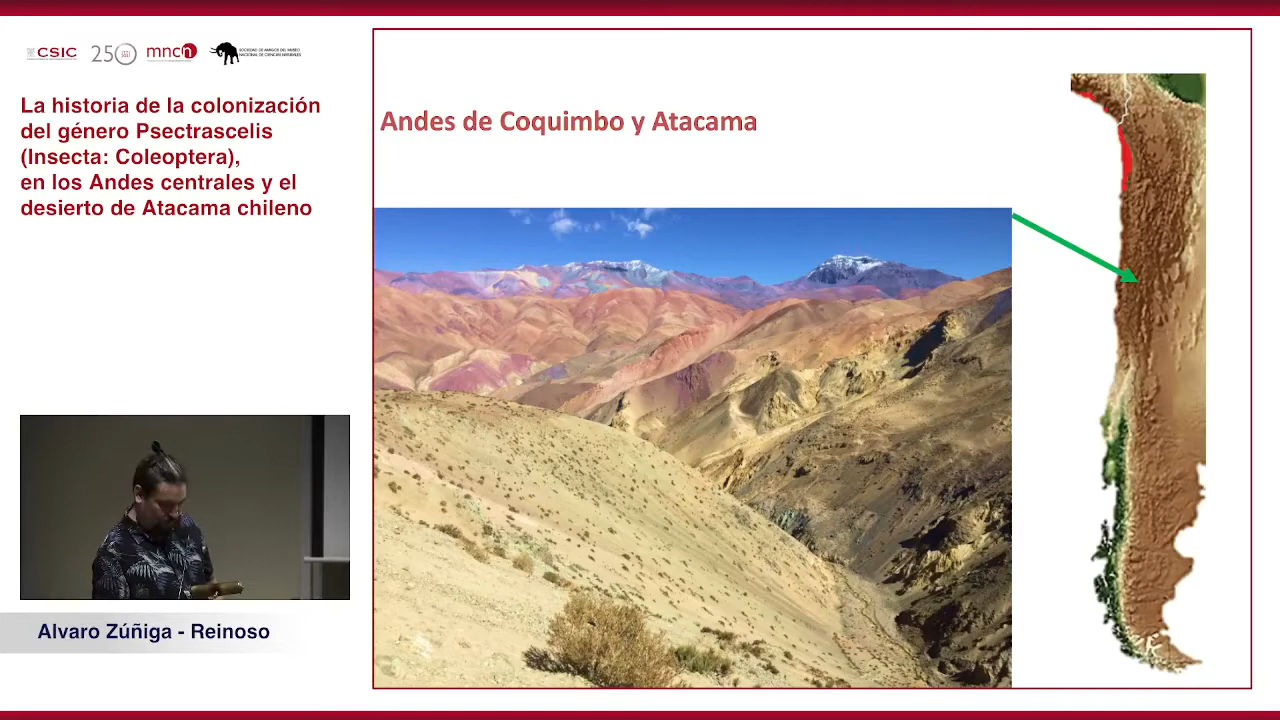 CSIC
250
mncn
SOCIEDAD DE AMIGOS DEL MUSEO
NACIONAL DE CIENCIAS NATURALES
La historia de la colonización
del género Psectrascelis
(Insecta: Coleoptera),
en los Andes centrales y el
desierto de Atacama chileno
Andes de Coquimbo y Atacama
Alvaro Zúñiga - Reinoso